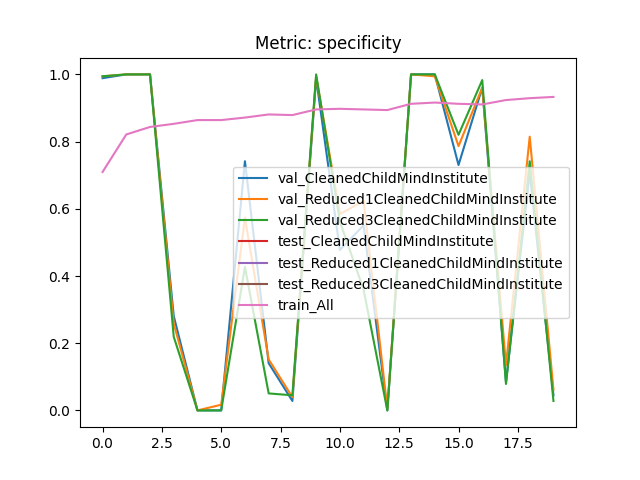 Metric: specificity
1.0
0.8
0.6
0.4
0.2
0.0
val_CleanedChildMindInstitute
val_Reduced1CleanedChildMindInstitute
val_Reduced3CleanedChildMindInstitute
test_CleanedChildMindInstitute
test_Reduced1CleanedChildMindInstitute
test_Reduced3CleanedChildMindInstitute
train_All
0.0 2.5 5.0 7.5 10.0 12.5 15.0 17.5